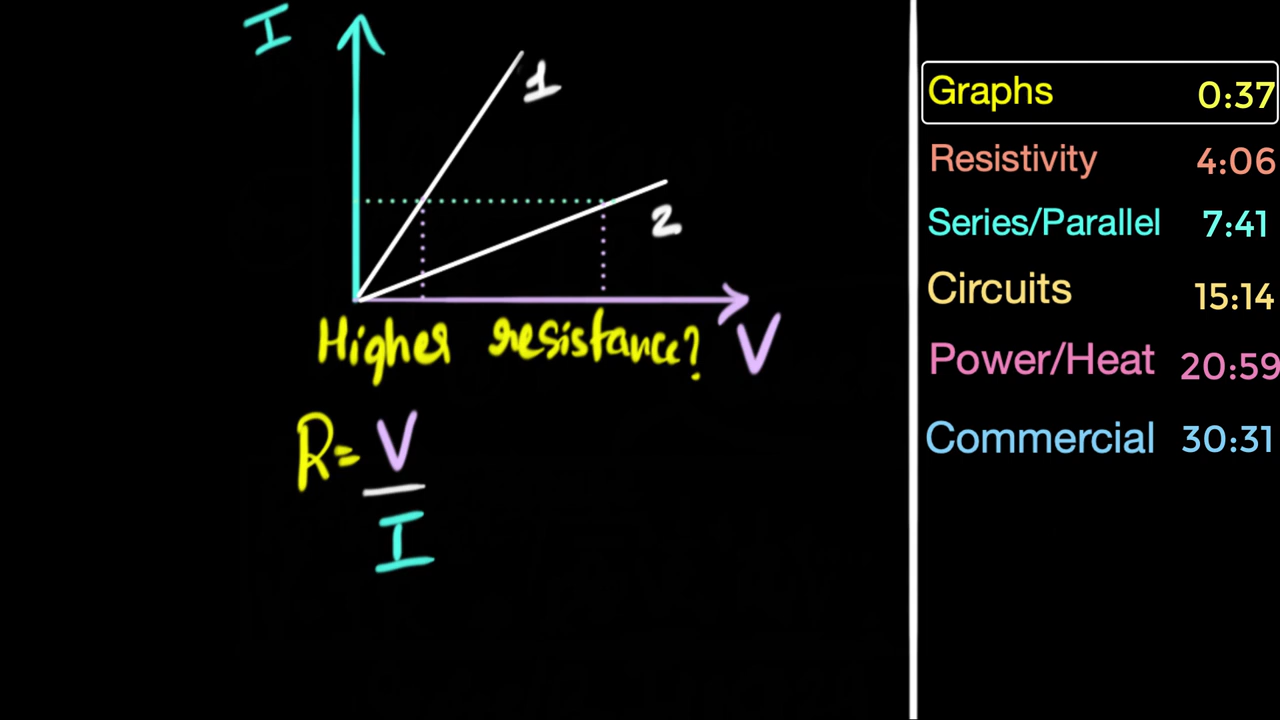 I
1
2
Higher resistance? V
R = V
I
Graphs 0:37
Resistivity 4:06
Series/Parallel 7:41
Circuits 15:14
Power/Heat 20:59
Commercial 30:31